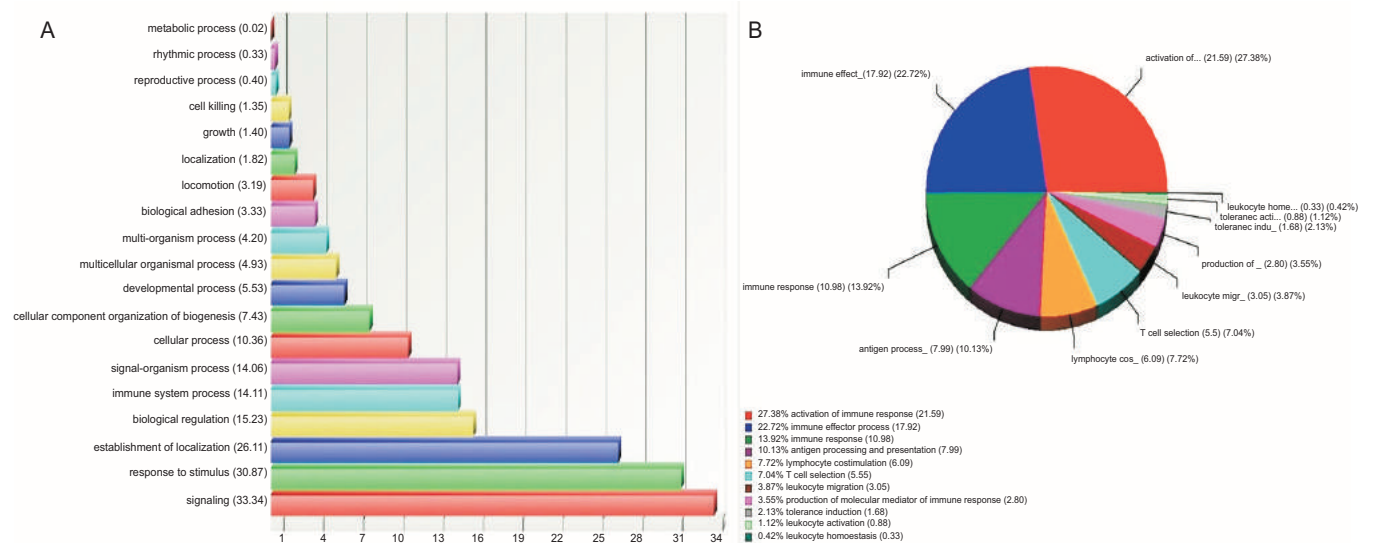 A
metabolic process (0.02)
rhythmic process (0.33)
reproductive process (0.40)
cell killing (1.35)
growth (1.40)
localization (1.82)
locomotion (3.19)
biological adhesion (3.33)
multi-organism process (4.20)
multicellular organismal process (4.93)
developmental process (5.53)
cellular component organization of biogenesis (7.43)
cellular process (10.36)
signal-organism process (14.06)
immune system process (14.11)
biological regulation (15.23)
establishment of localization (26.11)
response to stimulus (30.87)
signaling (33.34)
1 4 7 10 13 16 19 22 25 28 31 34
B
activation of... (21.59) (27.38%)
immune effect_(17.92) (22.72%)
leukocyte home... (0.33) (0.42%)
toleranec acti... (0.88) (1.12%)
toleranec indu_ (1.68) (2.13%)
production of _ (2.80) (3.55%)
leukocyte migr_ (3.05) (3.87%)
immune response (10.98) (13.92%)
T cell selection (5.5) (7.04%)
antigen process_ (7.99) (10.13%)
lymphocyte cos_ (6.09) (7.72%)
27.38% activation of immune response (21.59)
22.72% immune effector process (17.92)
13.92% immune response (10.98)
10.13% antigen processing and presentation (7.99)
7.72% lymphocyte costimulation (6.09)
7.04% T cell selection (5.55)
3.87% leukocyte migration (3.05)
3.55% production of molecular mediator of immune response (2.80)
2.13% tolerance induction (1.68)
1.12% leukocyte activation (0.88)
0.42% leukocyte homoestasis (0.33)